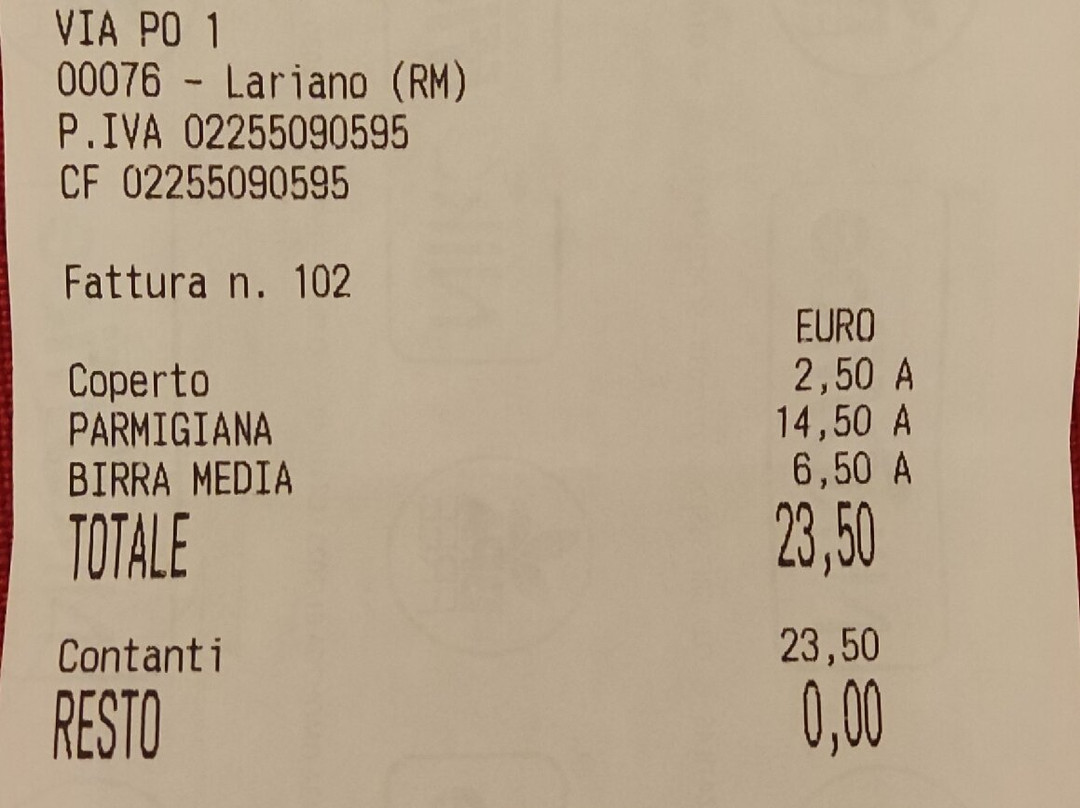 VIA PO 1
00076 - Lariano (RM)
P.IVA 02255090595
CF 02255090595
Fattura n. 102
EURO
Coperto 2,50 A
PARMIGIANA 14,50 A
BIRRA MEDIA 6,50 A
TOTALE 23,50
Contanti 23,50
RESTO 0,00